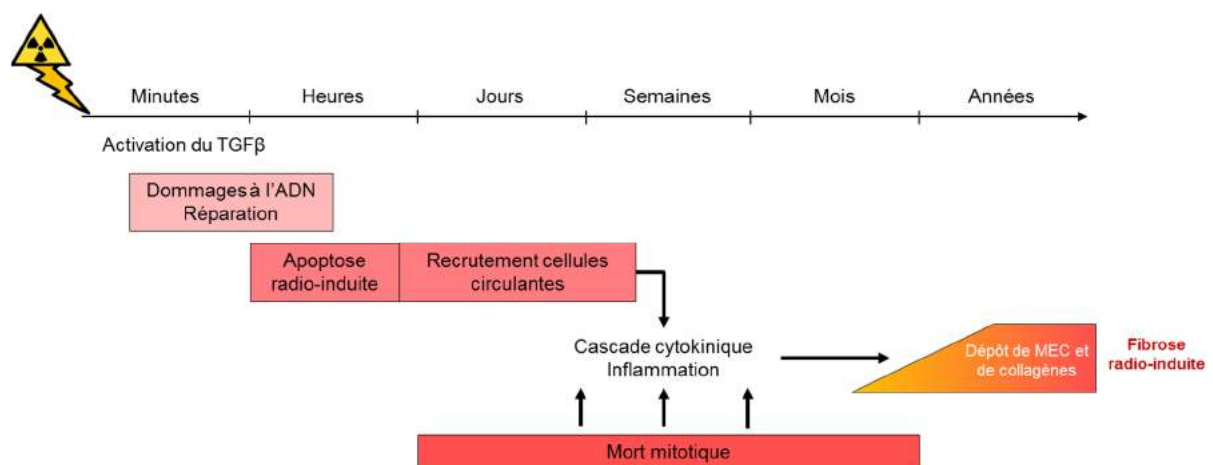 Minutes
Heures
Jours
Semaines
Mois
Années
Activation du TGFβ
Dommages à l'ADN
Réparation
Apoptose
radio-induite
Recrutement cellules
circulantes
Cascade cytokinique
Inflammation
Dépôt de MEC et
de collagènes
Fibrose
radio-induite
Mort mitotique